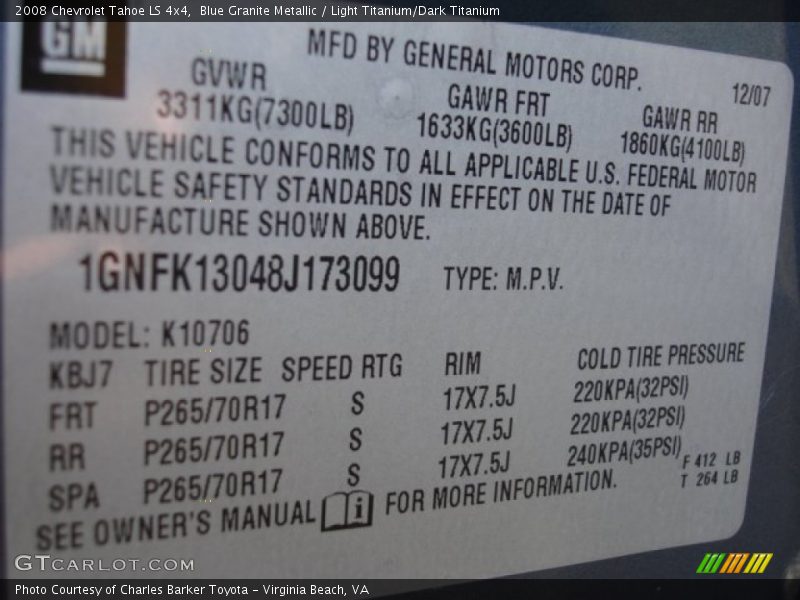 2008 Chevrolet Tahoe LS 4x4, Blue Granite Metallic / Light Titanium/Dark Titanium
GM
MFD BY GENERAL MOTORS CORP.
12/07
GVWR GAWR FRT GAWR RR
3311KG(7300LB) 1633KG(3600LB) 1860KG(4100LB)
THIS VEHICLE CONFORMS TO ALL APPLICABLE U.S. FEDERAL MOTOR
VEHICLE SAFETY STANDARDS IN EFFECT ON THE DATE OF
MANUFACTURE SHOWN ABOVE.
1GNFK13048J173099 TYPE: M.P.V.
MODEL: K10706
KBJ7 TIRE SIZE SPEED RTG RIM COLD TIRE PRESSURE
FRT P265/70R17 S 17X7.5J 220KPA(32PSI)
RR P265/70R17 S 17X7.5J 220KPA(32PSI)
SPA P265/70R17 S 17X7.5J 240KPA(35PSI)
F 412 LB
T 264 LB
SEE OWNER'S MANUAL i FOR MORE INFORMATION.
GTCARLOT.COM
Photo Courtesy of Charles Barker Toyota - Virginia Beach, VA